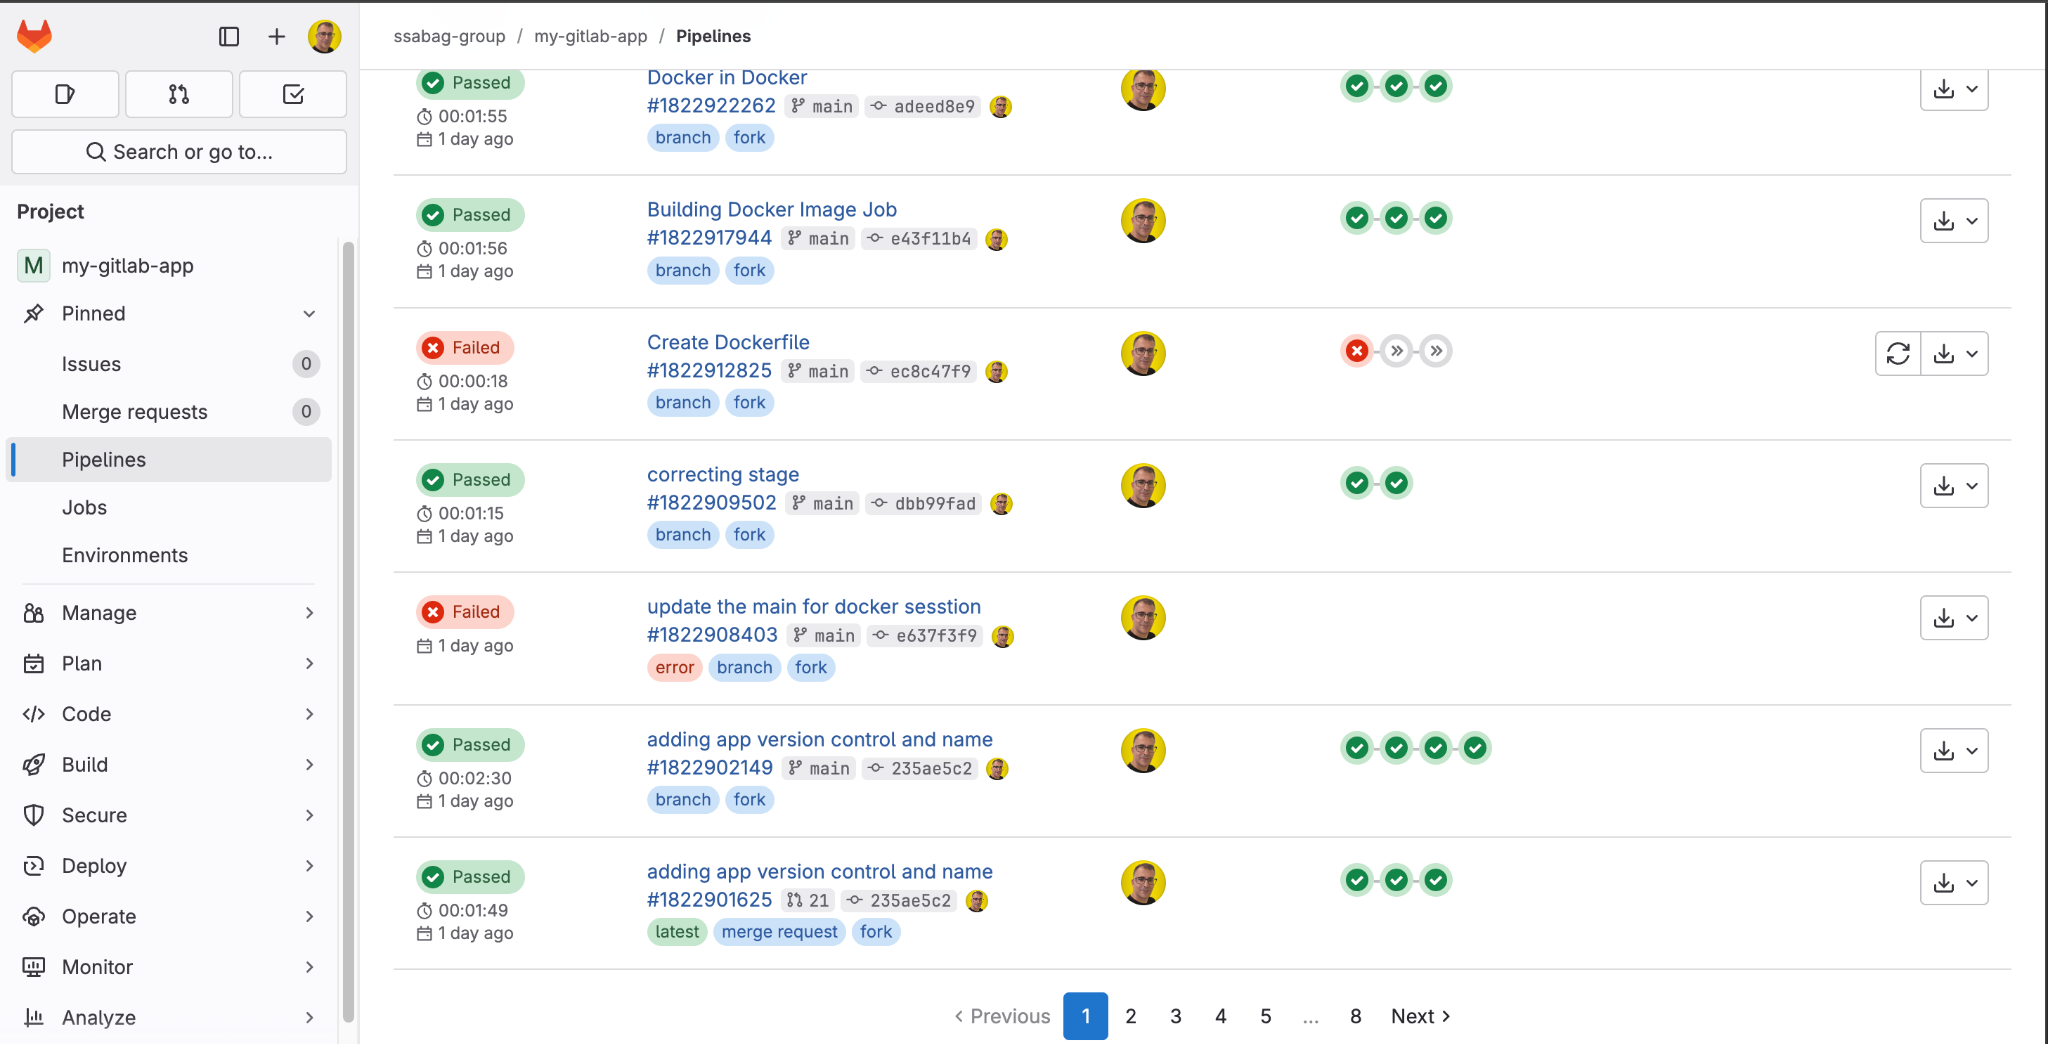 ssabag-group / my-gitlab-app / Pipelines
Search or go to...
Project
M my-gitlab-app
Pinned
Issues 0
Merge requests 0
Pipelines
Jobs
Environments
Manage
Plan
Code
Build
Secure
Deploy
Operate
Monitor
Analyze
Passed
00:01:55
1 day ago
Docker in Docker
#1822922262 main adeed8e9
branch fork
Passed
00:01:56
1 day ago
Building Docker Image Job
#1822917944 main e43f11b4
branch fork
Failed
00:00:18
1 day ago
Create Dockerfile
#1822912825 main ec8c47f9
branch fork
Passed
00:01:15
1 day ago
correcting stage
#1822909502 main dbb99fad
branch fork
Failed
1 day ago
update the main for docker sesstion
#1822908403 main e637f3f9
error branch fork
Passed
00:02:30
1 day ago
adding app version control and name
#1822902149 main 235ae5c2
branch fork
Passed
00:01:49
1 day ago
adding app version control and name
#1822901625 21 235ae5c2
latest merge request fork
Previous 1 2 3 4 5 ... 8 Next